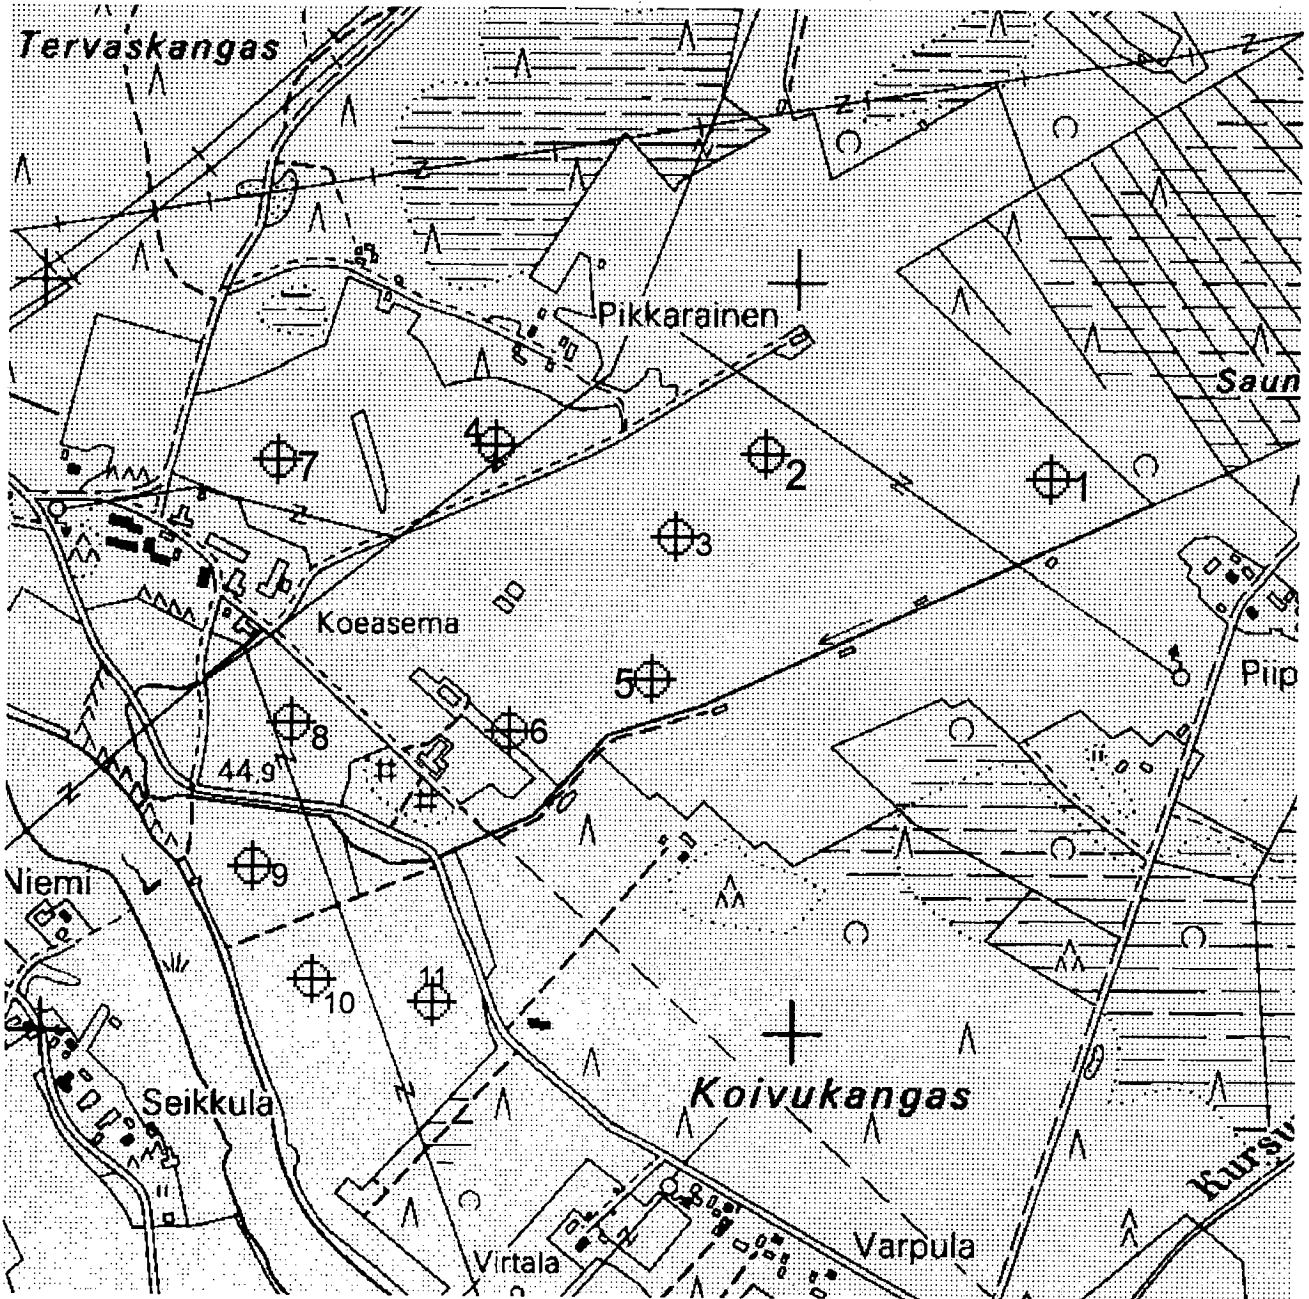 Tervaskangas
Pikkarainen
Saun
4
7
2
1
3
Koeasema
5
Piip
8
6
44,9
9
Niemi
10
11
Seikkula
Koivukangas
Kursu
Virtala
Varpula